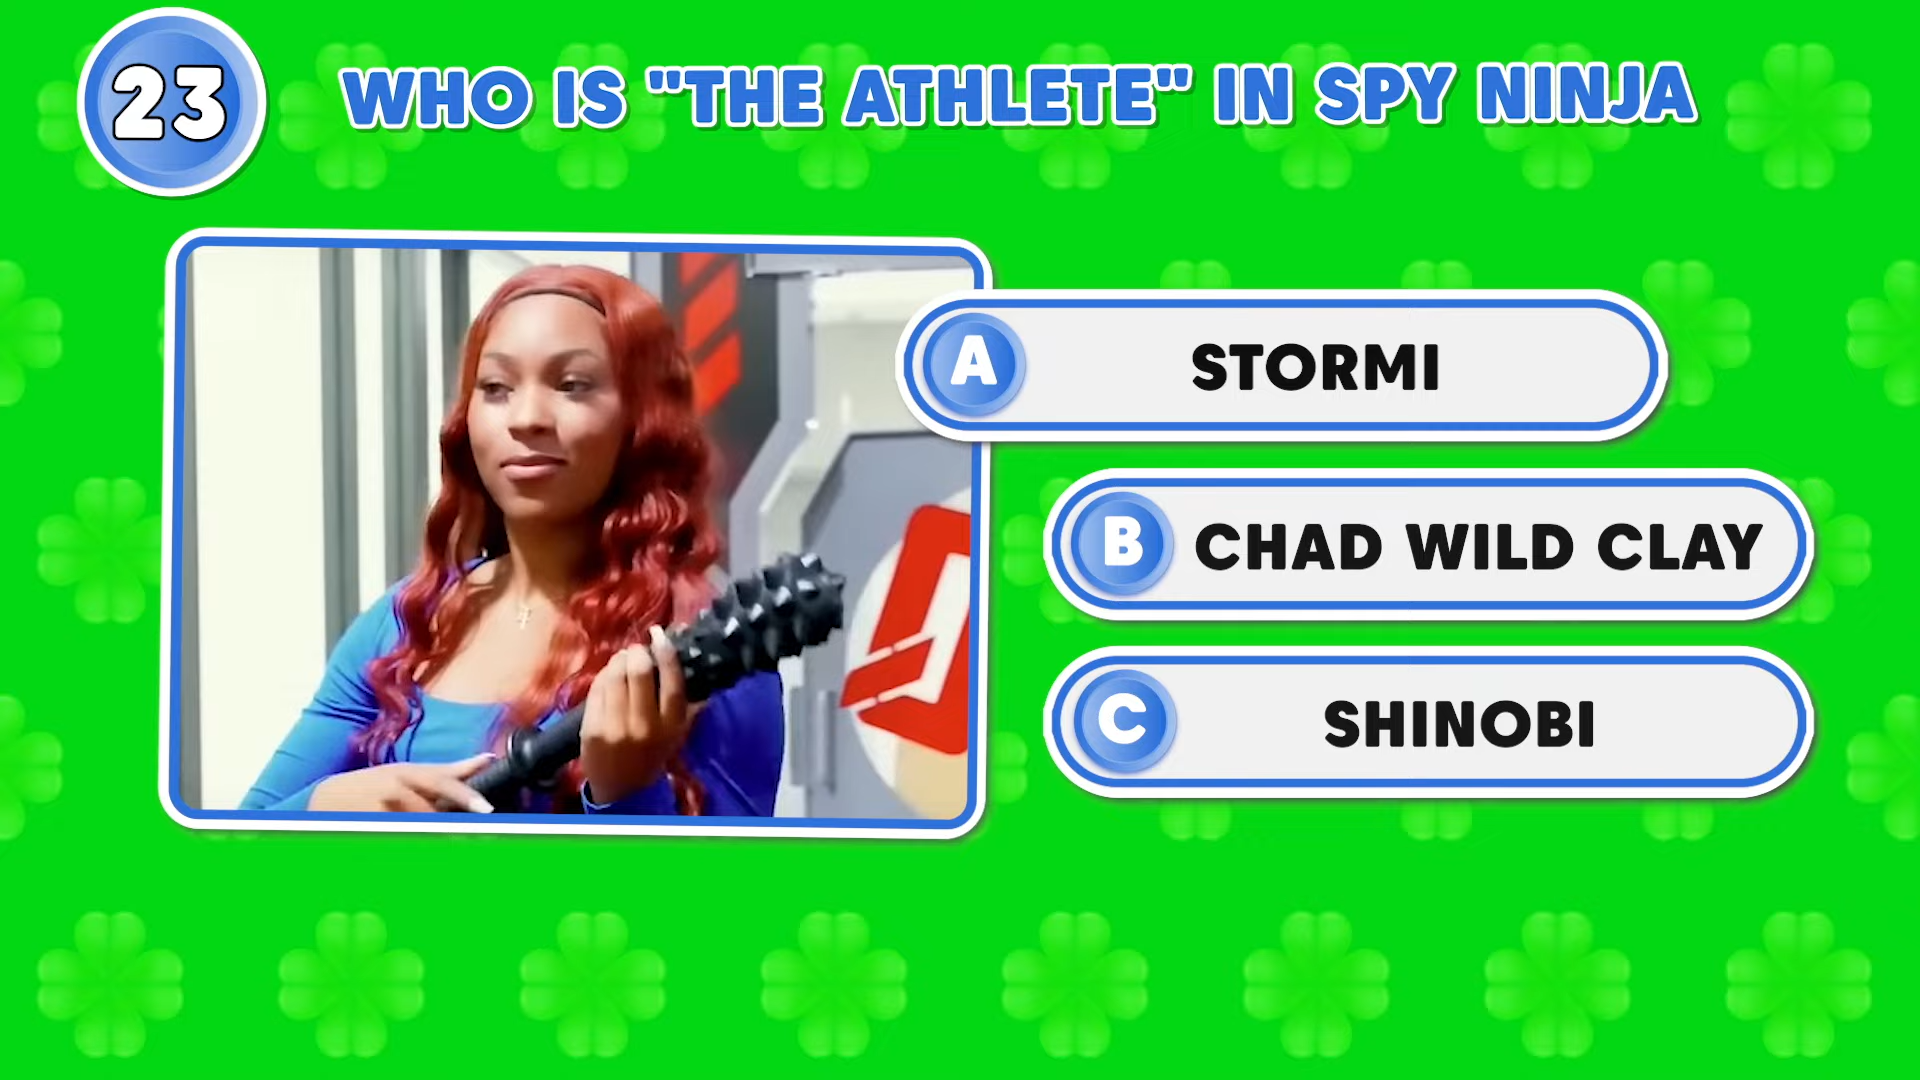 23
WHO IS "THE ATHLETE" IN SPY NINJA
A STORMI
B CHAD WILD CLAY
C SHINOBI